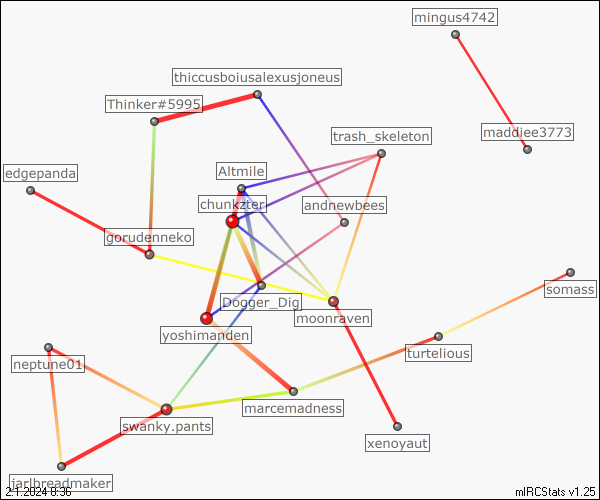 mingus4742
thiccusboiusalexusjoneus
Thinker#5995
trash_skeleton
maddiee3773
edgepanda
Altmile
chunkzter
andnewbees
gorudenneko
somass
Dogger_Dig
moonraven
yoshimanden
turtelious
neptune01
marcemadness
swanky.pants
xenoyaut
jarlbreadmaker
2.1.2024 8:36
mIRCStats v1.25